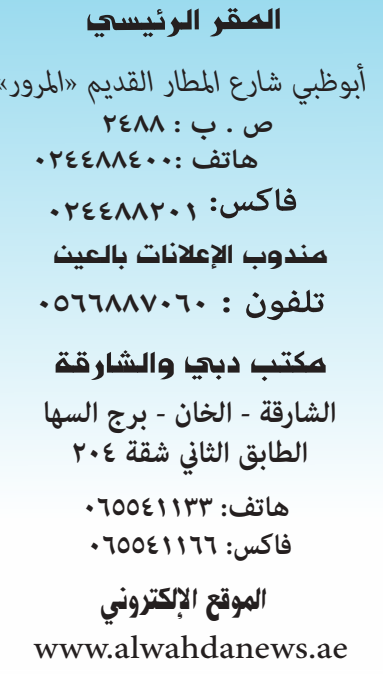 المقر الرئيسي
أبوظبي شارع المطار القديم «المرور»
ص . ب : ٢٤٨٨
هاتف :٠٢٤٤٨٨٤٠٠
فاكس: ٠٢٤٤٨٨٢٠١
مندوب الإعلانات بالعين
تلفون : ٠٥٦٦٨٨٧٠٦٠
مكتب دبي والشارقة
الشارقة - الخان - برج السها
الطابق الثاني شقة ٢٠٤
هاتف: ٠٦٥٥٤١١٣٣
فاكس: ٠٦٥٥٤١١٦٦
الموقع الإلكتروني
www.alwahdanews.ae